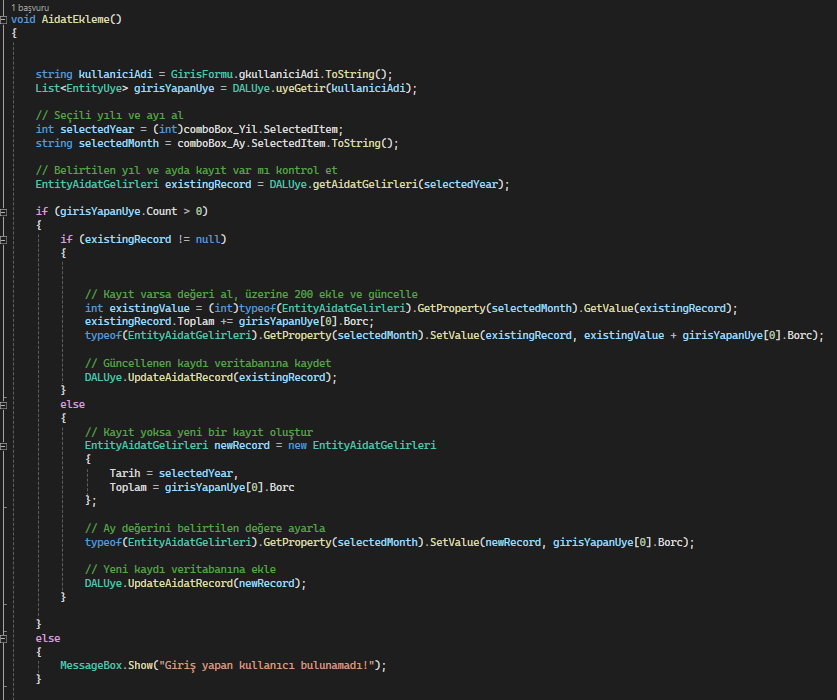 1 başvuru
void AidatEkleme()
{
string kullaniciAdi = GirisFormu.gkullaniciAdi.ToString();
List<EntityUye> girisYapanUye = DALUye.uyeGetir(kullaniciAdi);
// Seçili yılı ve ayı al
int selectedYear = (int)comboBox_Yil.SelectedItem;
string selectedMonth = comboBox_Ay.SelectedItem.ToString();
// Belirtilen yıl ve ayda kayıt var mı kontrol et
EntityAidatGelirleri existingRecord = DALUye.getAidatGelirleri(selectedYear);
if (girisYapanUye.Count > 0)
{
if (existingRecord != null)
{
// Kayıt varsa değeri al, üzerine 200 ekle ve güncelle
int existingValue = (int)typeof(EntityAidatGelirleri).GetProperty(selectedMonth).GetValue(existingRecord);
existingRecord.Toplam += girisYapanUye[0].Borc;
typeof(EntityAidatGelirleri).GetProperty(selectedMonth).SetValue(existingRecord, existingValue + girisYapanUye[0].Borc);
// Güncellenen kaydı veritabanına kaydet
DALUye.UpdateAidatRecord(existingRecord);
}
else
{
// Kayıt yoksa yeni bir kayıt oluştur
EntityAidatGelirleri newRecord = new EntityAidatGelirleri
{
Tarih = selectedYear,
Toplam = girisYapanUye[0].Borc
};
// Ay değerini belirtilen değere ayarla
typeof(EntityAidatGelirleri).GetProperty(selectedMonth).SetValue(newRecord, girisYapanUye[0].Borc);
// Yeni kaydı veritabanına ekle
DALUye.UpdateAidatRecord(newRecord);
}
}
else
{
MessageBox.Show("Giriş yapan kullanıcı bulunamadı!");
}